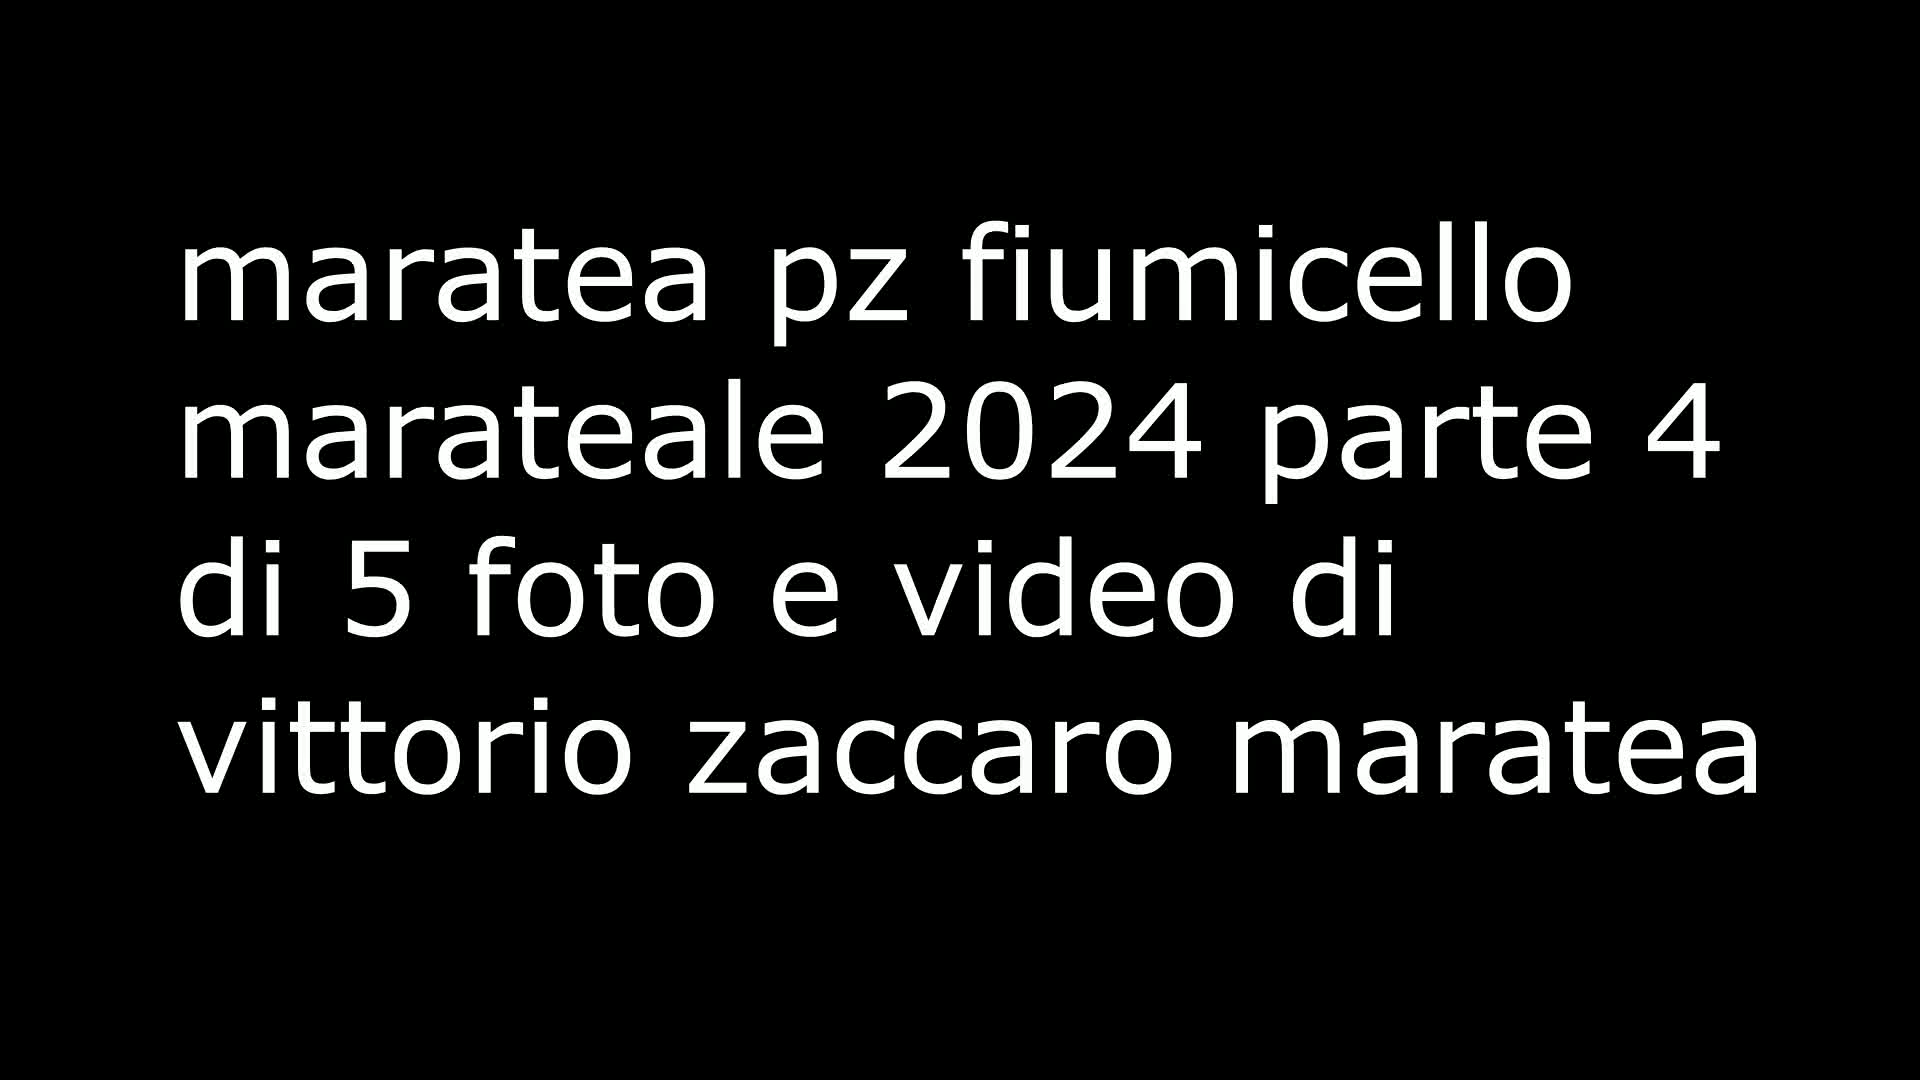 maratea pz fiumicello
marateale 2024 parte 4
di 5 foto e video di
vittorio zaccaro maratea